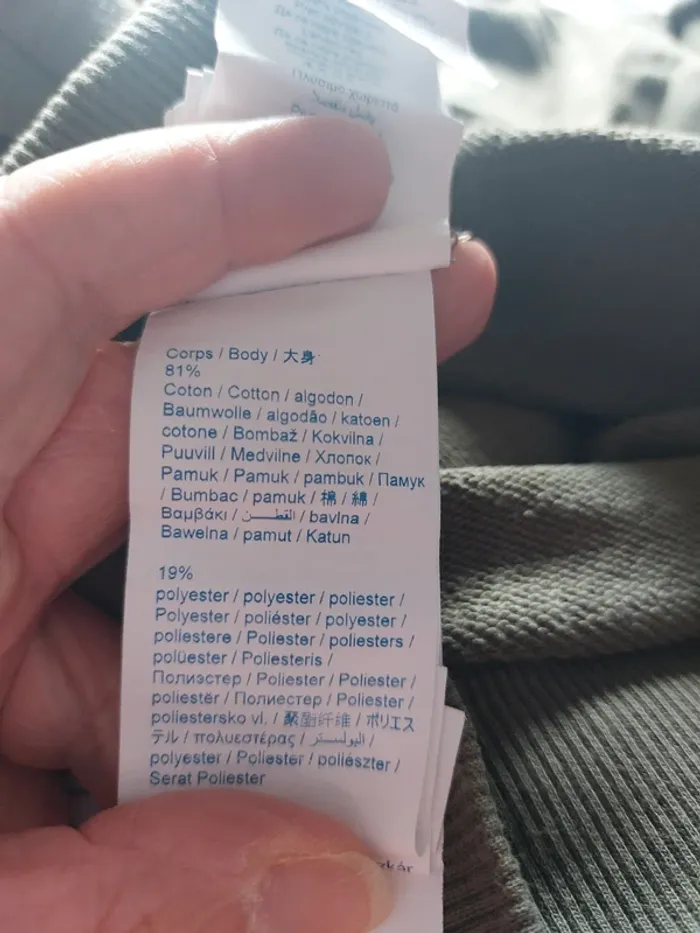 Corps / Body / 大身
81%
Coton / Cotton / algodon /
Baumwolle / algodão / katoen /
cotone / Bombaž / Kokvilna /
Puuvill / Medvilne / Хлопок /
Pamuk / Pamuk / pambuk / Памук
/ Bumbac / pamuk / 棉 / 綿 /
Βαμβάκι / القطن / bavlna /
Bawelna / pamut / Katun
19%
polyester / polyester / poliester /
Polyester / poliéster / polyester /
poliestere / Poliester / poliesters /
polüester / Poliesteris /
Полиэстер / Poliester / Poliester /
poliestër / Полиестер / Poliester /
poliestersko vl. / 聚酯纤维 / ポリエス
テル / πολυεστέρας / البوليستر /
polyester / Poliester / poliészter /
Serat Poliester